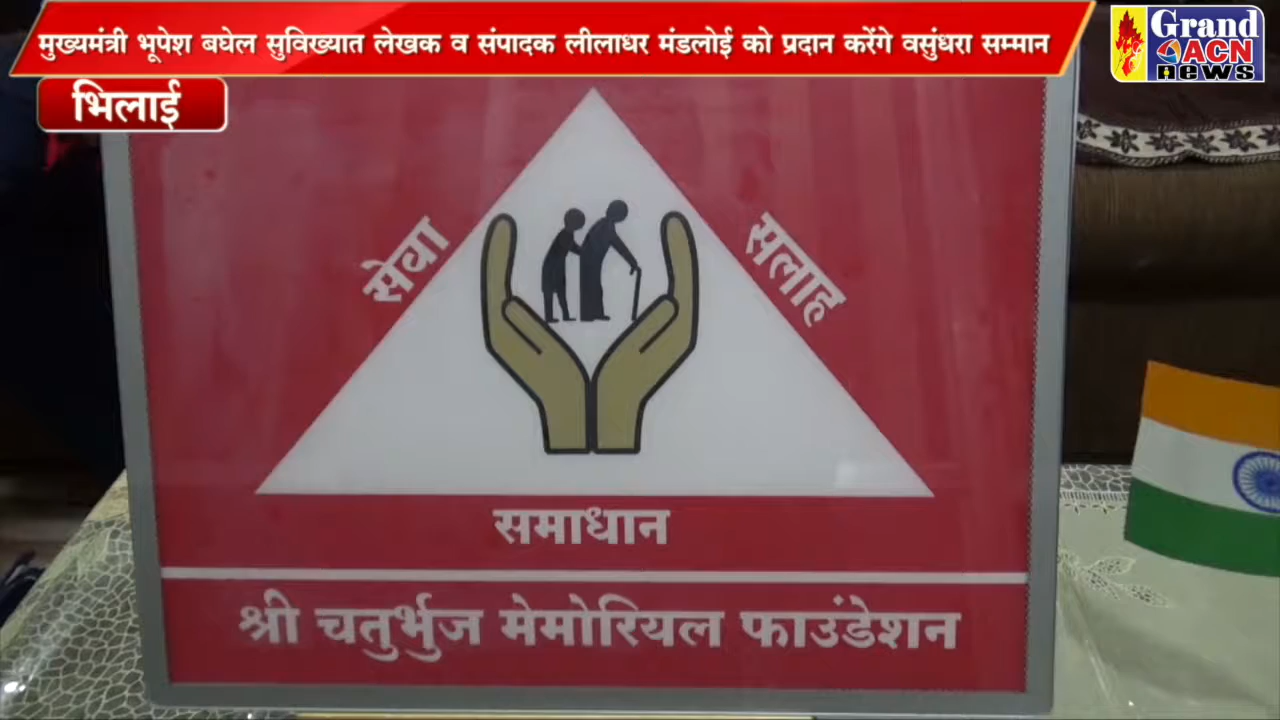 मुख्यमंत्री भूपेश बघेल सुविख्यात लेखक व संपादक लीलाधर मंडलोई को प्रदान करेंगे वसुंधरा सम्मान
Grand
ACN
news
भिलाई
सेवा
सलाह
समाधान
श्री चतुर्भुज मेमोरियल फाउंडेशन